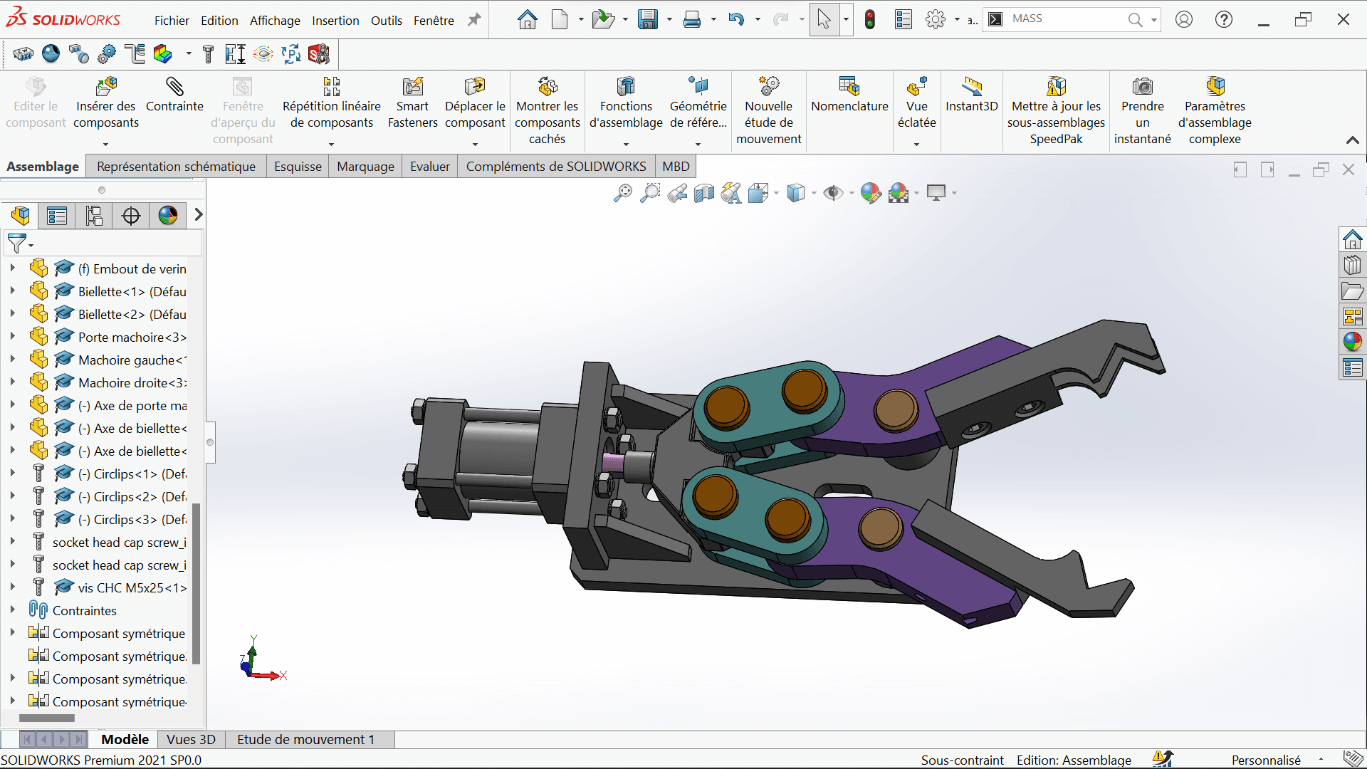 SOLIDWORKS
Fichier Edition Affichage Insertion Outils Fenêtre
a.. MASS
Editer le composant
Insérer des composants
Contrainte
Fenêtre d'aperçu du composant
Répétition linéaire de composants
Smart Fasteners
Déplacer le composant
Montrer les composants cachés
Fonctions d'assemblage
Géométrie de référe...
Nouvelle étude de mouvement
Nomenclature
Vue éclatée
Instant3D
Mettre à jour les sous-assemblages SpeedPak
Prendre un instantané
Paramètres d'assemblage complexe
Assemblage Représentation schématique Esquisse Marquage Evaluer Compléments de SOLIDWORKS MBD
(f) Embout de verin
Biellette<1> (Défau
Biellette<2> (Défau
Porte machoire<3>
Machoire gauche<1
Machoire droite<3>
(-) Axe de porte ma
(-) Axe de biellette<
(-) Axe de biellette<
(-) Circlips<1> (Def
(-) Circlips<2> (Def
(-) Circlips<3> (Def
socket head cap screw_i
socket head cap screw_i
vis CHC M5x25<1>
Contraintes
Composant symétrique
Composant symétrique
Composant symétrique
Composant symétrique
Y
Z
X
Modèle Vues 3D Etude de mouvement 1
SOLIDWORKS Premium 2021 SP0.0 Sous-contraint Edition: Assemblage Personnalisé